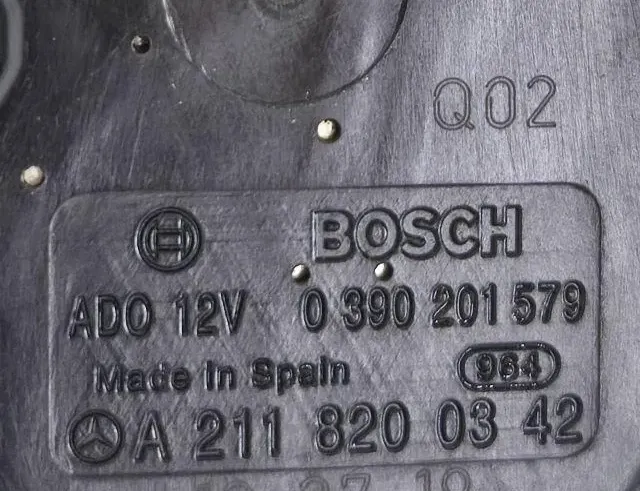 Q02
BOSCH
ADO 12V 0 390 201 579
Made in Spain 964
A 211 820 03 42